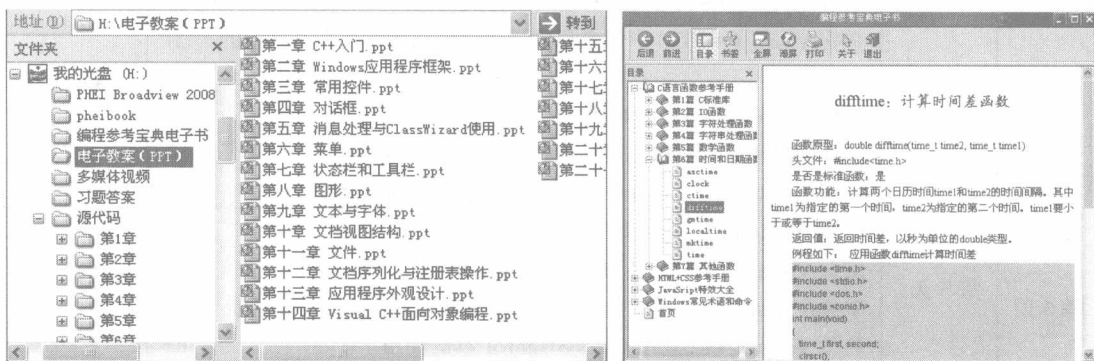 地址(D) H:\电子教案(PPT) 转到
文件夹 ×
我的光盘 (H:)
PHEI Broadview 2008
pheibook
编程参考宝典电子书
电子教案(PPT)
多媒体视频
习题答案
源代码
第1章
第2章
第3章
第4章
第5章
第6章
第一章 C++入门.ppt
第二章 Windows应用程序框架.ppt
第三章 常用控件.ppt
第四章 对话框.ppt
第五章 消息处理与ClassWizard使用.ppt
第六章 菜单.ppt
第七章 状态栏和工具栏.ppt
第八章 图形.ppt
第九章 文本与字体.ppt
第十章 文档视图结构.ppt
第十一章 文件.ppt
第十二章 文档序列化与注册表操作.ppt
第十三章 应用程序外观设计.ppt
第十四章 Visual C++面向对象编程.ppt
第十五
第十六
第十七
第十八
第十九
第二十
第二十
编程参考宝典电子书
后退 前进 目录 书签 全屏 漫屏 打印 关于 退出
目录 ×
C语言函数参考手册
第1篇 C标准库
第2篇 IO函数
第3篇 字符处理函数
第4篇 字符串处理函数
第5篇 数学函数
第6篇 时间和日期函数
asctime
clock
ctime
difftime
gmtime
localtime
mktime
time
第7篇 其他函数
HTML+CSS参考手册
JavaScript特效大全
Windows常见术语和命令
首页
difftime：计算时间差函数
函数原型：double difftime(time_t time2, time_t time1)
头文件：#include<time.h>
是否是标准函数：是
函数功能：计算两个日历时间time1和time2的时间间隔。其中
time1为指定的第一个时间，time2为指定的第二个时间。time1要小
于或等于time2。
返回值：返回时间差，以秒为单位的double类型。
例程如下： 应用函数difftime计算时间差
#include <time.h>
#include <stdio.h>
#include <dos.h>
#include <conio.h>
int main(void)
{
time_t first, second;
clrscr();